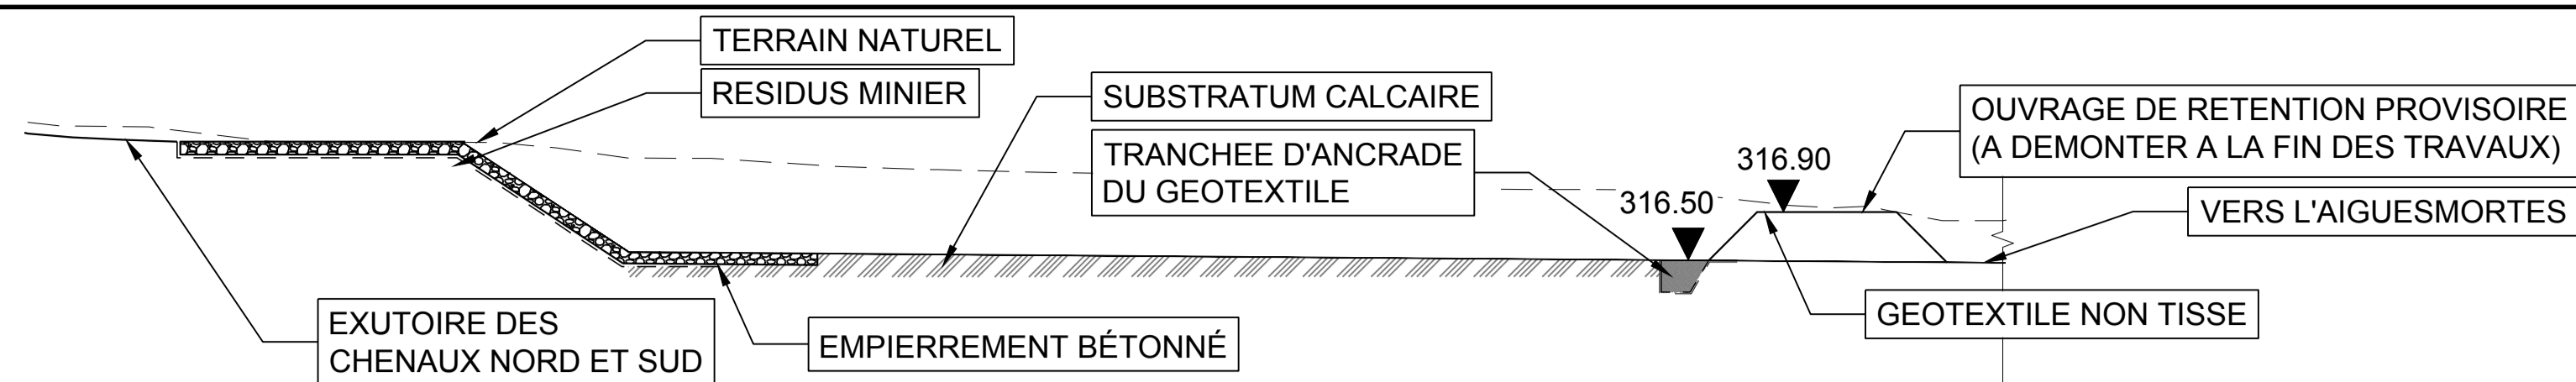 TERRAIN NATUREL
RESIDUS MINIER
SUBSTRATUM CALCAIRE
TRANCHEE D'ANCRADE
DU GEOTEXTILE
316.50
316.90
OUVRAGE DE RETENTION PROVISOIRE
(A DEMONTER A LA FIN DES TRAVAUX)
VERS L'AIGUESMORTES
GEOTEXTILE NON TISSE
EXUTOIRE DES
CHENAUX NORD ET SUD
EMPIERREMENT BÉTONNÉ